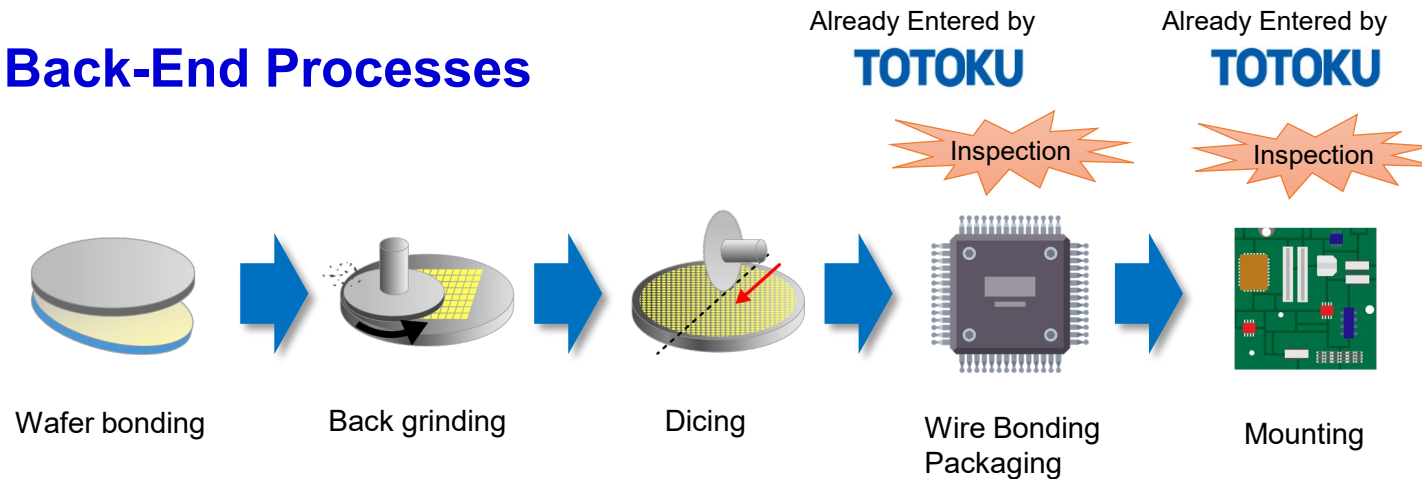 Already Entered by
TOTOKU
Already Entered by
TOTOKU
Back-End Processes
Inspection
Inspection
Wafer bonding
Back grinding
Dicing
Wire Bonding
Packaging
Mounting